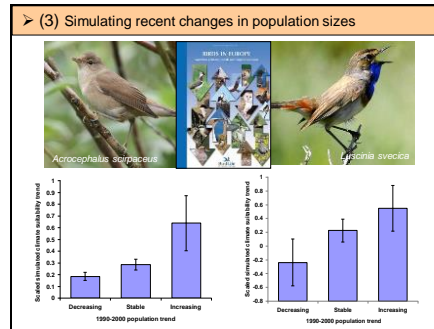 ➢ (3) Simulating recent changes in population sizes
BIRDS IN EUROPE
Acrocephalus scirpaceus
Luscinia svecica
Scaled simulated climate suitability trend
1
0.9
0.8
0.7
0.6
0.5
0.4
0.3
0.2
0.1
0
Decreasing Stable Increasing
1990-2000 population trend
Scaled simulated climate suitability trend
1
0.8
0.6
0.4
0.2
0
-0.2
-0.4
-0.6
-0.8
Decreasing Stable Increasing
1990-2000 population trend